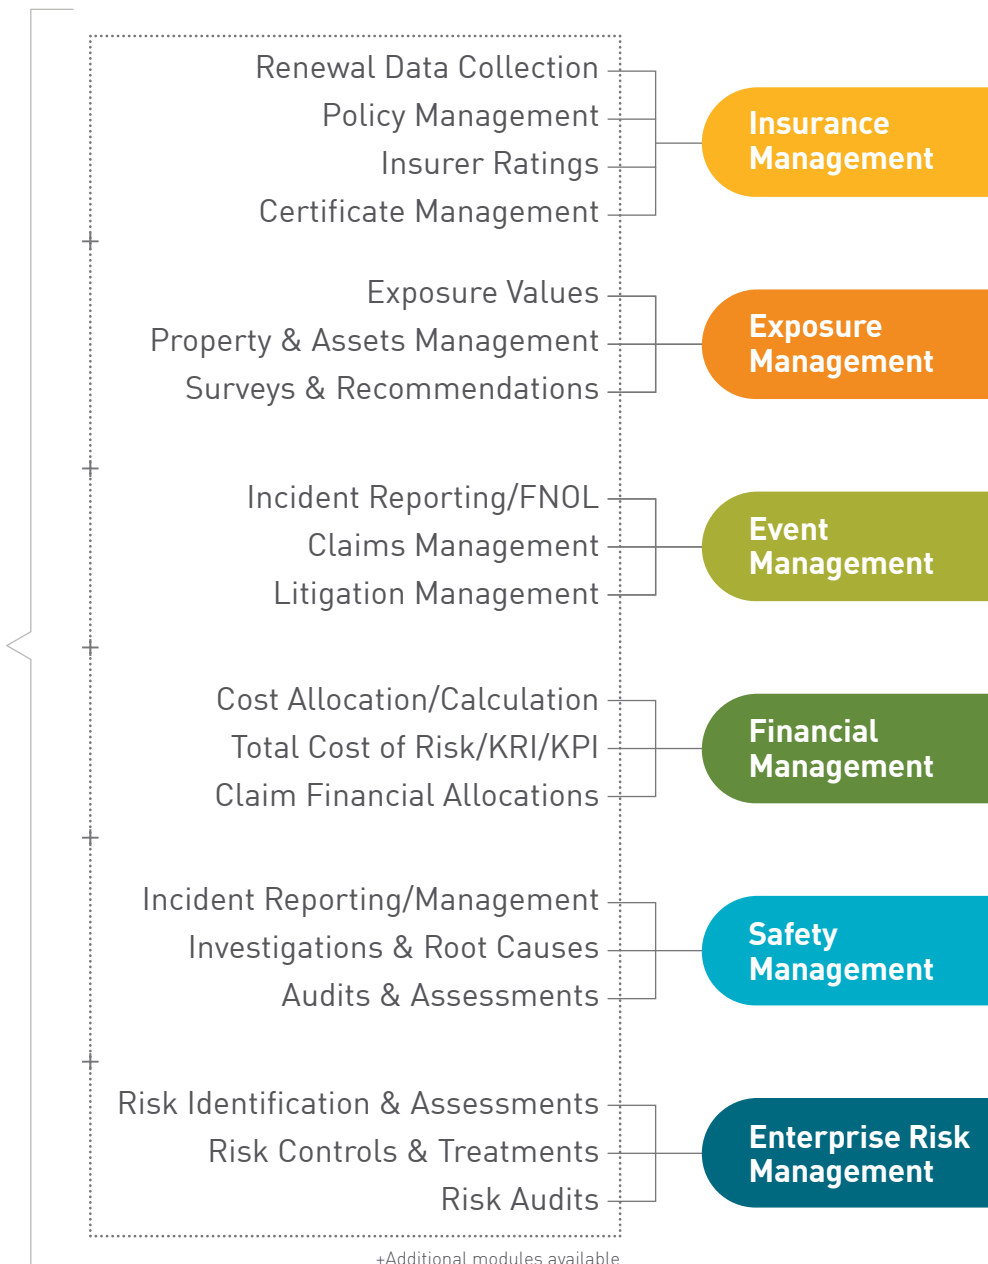 Renewal Data Collection
Policy Management
Insurer Ratings
Certificate Management
Insurance
Management
+
Exposure Values
Property & Assets Management
Surveys & Recommendations
Exposure
Management
+
Incident Reporting/FNOL
Claims Management
Litigation Management
Event
Management
+
Cost Allocation/Calculation
Total Cost of Risk/KRI/KPI
Claim Financial Allocations
Financial
Management
+
Incident Reporting/Management
Investigations & Root Causes
Audits & Assessments
Safety
Management
+
Risk Identification & Assessments
Risk Controls & Treatments
Risk Audits
Enterprise Risk
Management
+Additional modules available